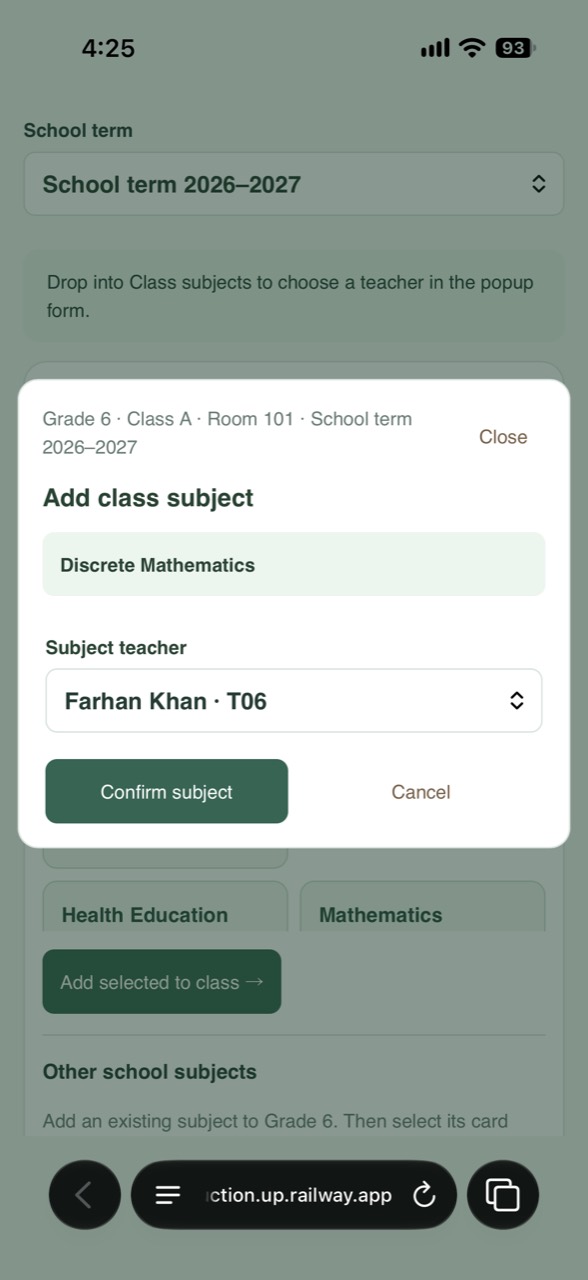 4:25
93
School term
School term 2026–2027
Drop into Class subjects to choose a teacher in the popup
form.
Grade 6 · Class A · Room 101 · School term
2026–2027
Close
Add class subject
Discrete Mathematics
Subject teacher
Farhan Khan · T06
Confirm subject
Cancel
Health Education
Mathematics
Add selected to class →
Other school subjects
Add an existing subject to Grade 6. Then select its card
ction.up.railway.app